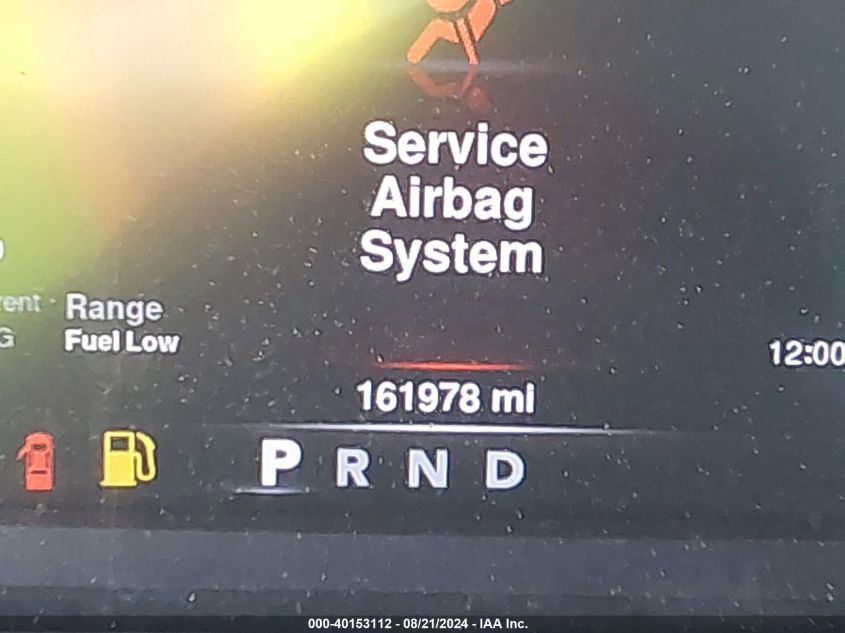 Service
Airbag
System
Range
Fuel Low
12:00
161978 mi
P R N D
000-40153112 - 08/21/2024 - IAA Inc.